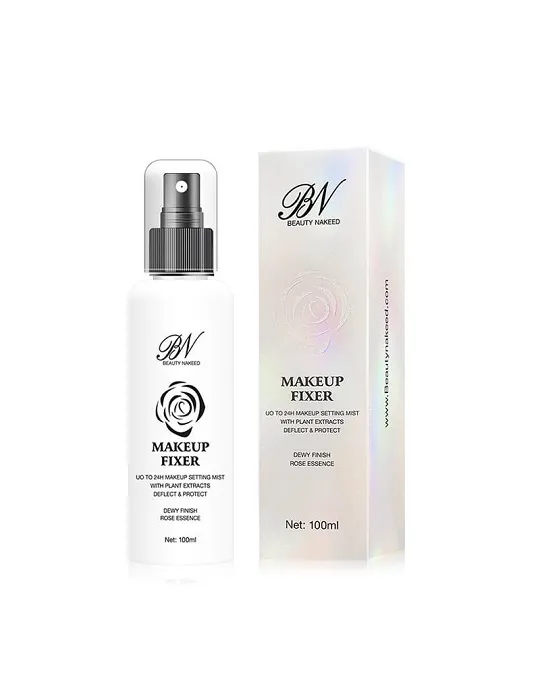 BN
BEAUTY NAKEED
MAKEUP
FIXER
UO TO 24H MAKEUP SETTING MIST
WITH PLANT EXTRACTS
DEFLECT & PROTECT
DEWY FINISH
ROSE ESSENCE
Net: 100ml
BN
BEAUTY NAKEED
MAKEUP
FIXER
UO TO 24H MAKEUP SETTING MIST
WITH PLANT EXTRACTS
DEFLECT & PROTECT
DEWY FINISH
ROSE ESSENCE
Net: 100ml
www.Beautynakeed.com